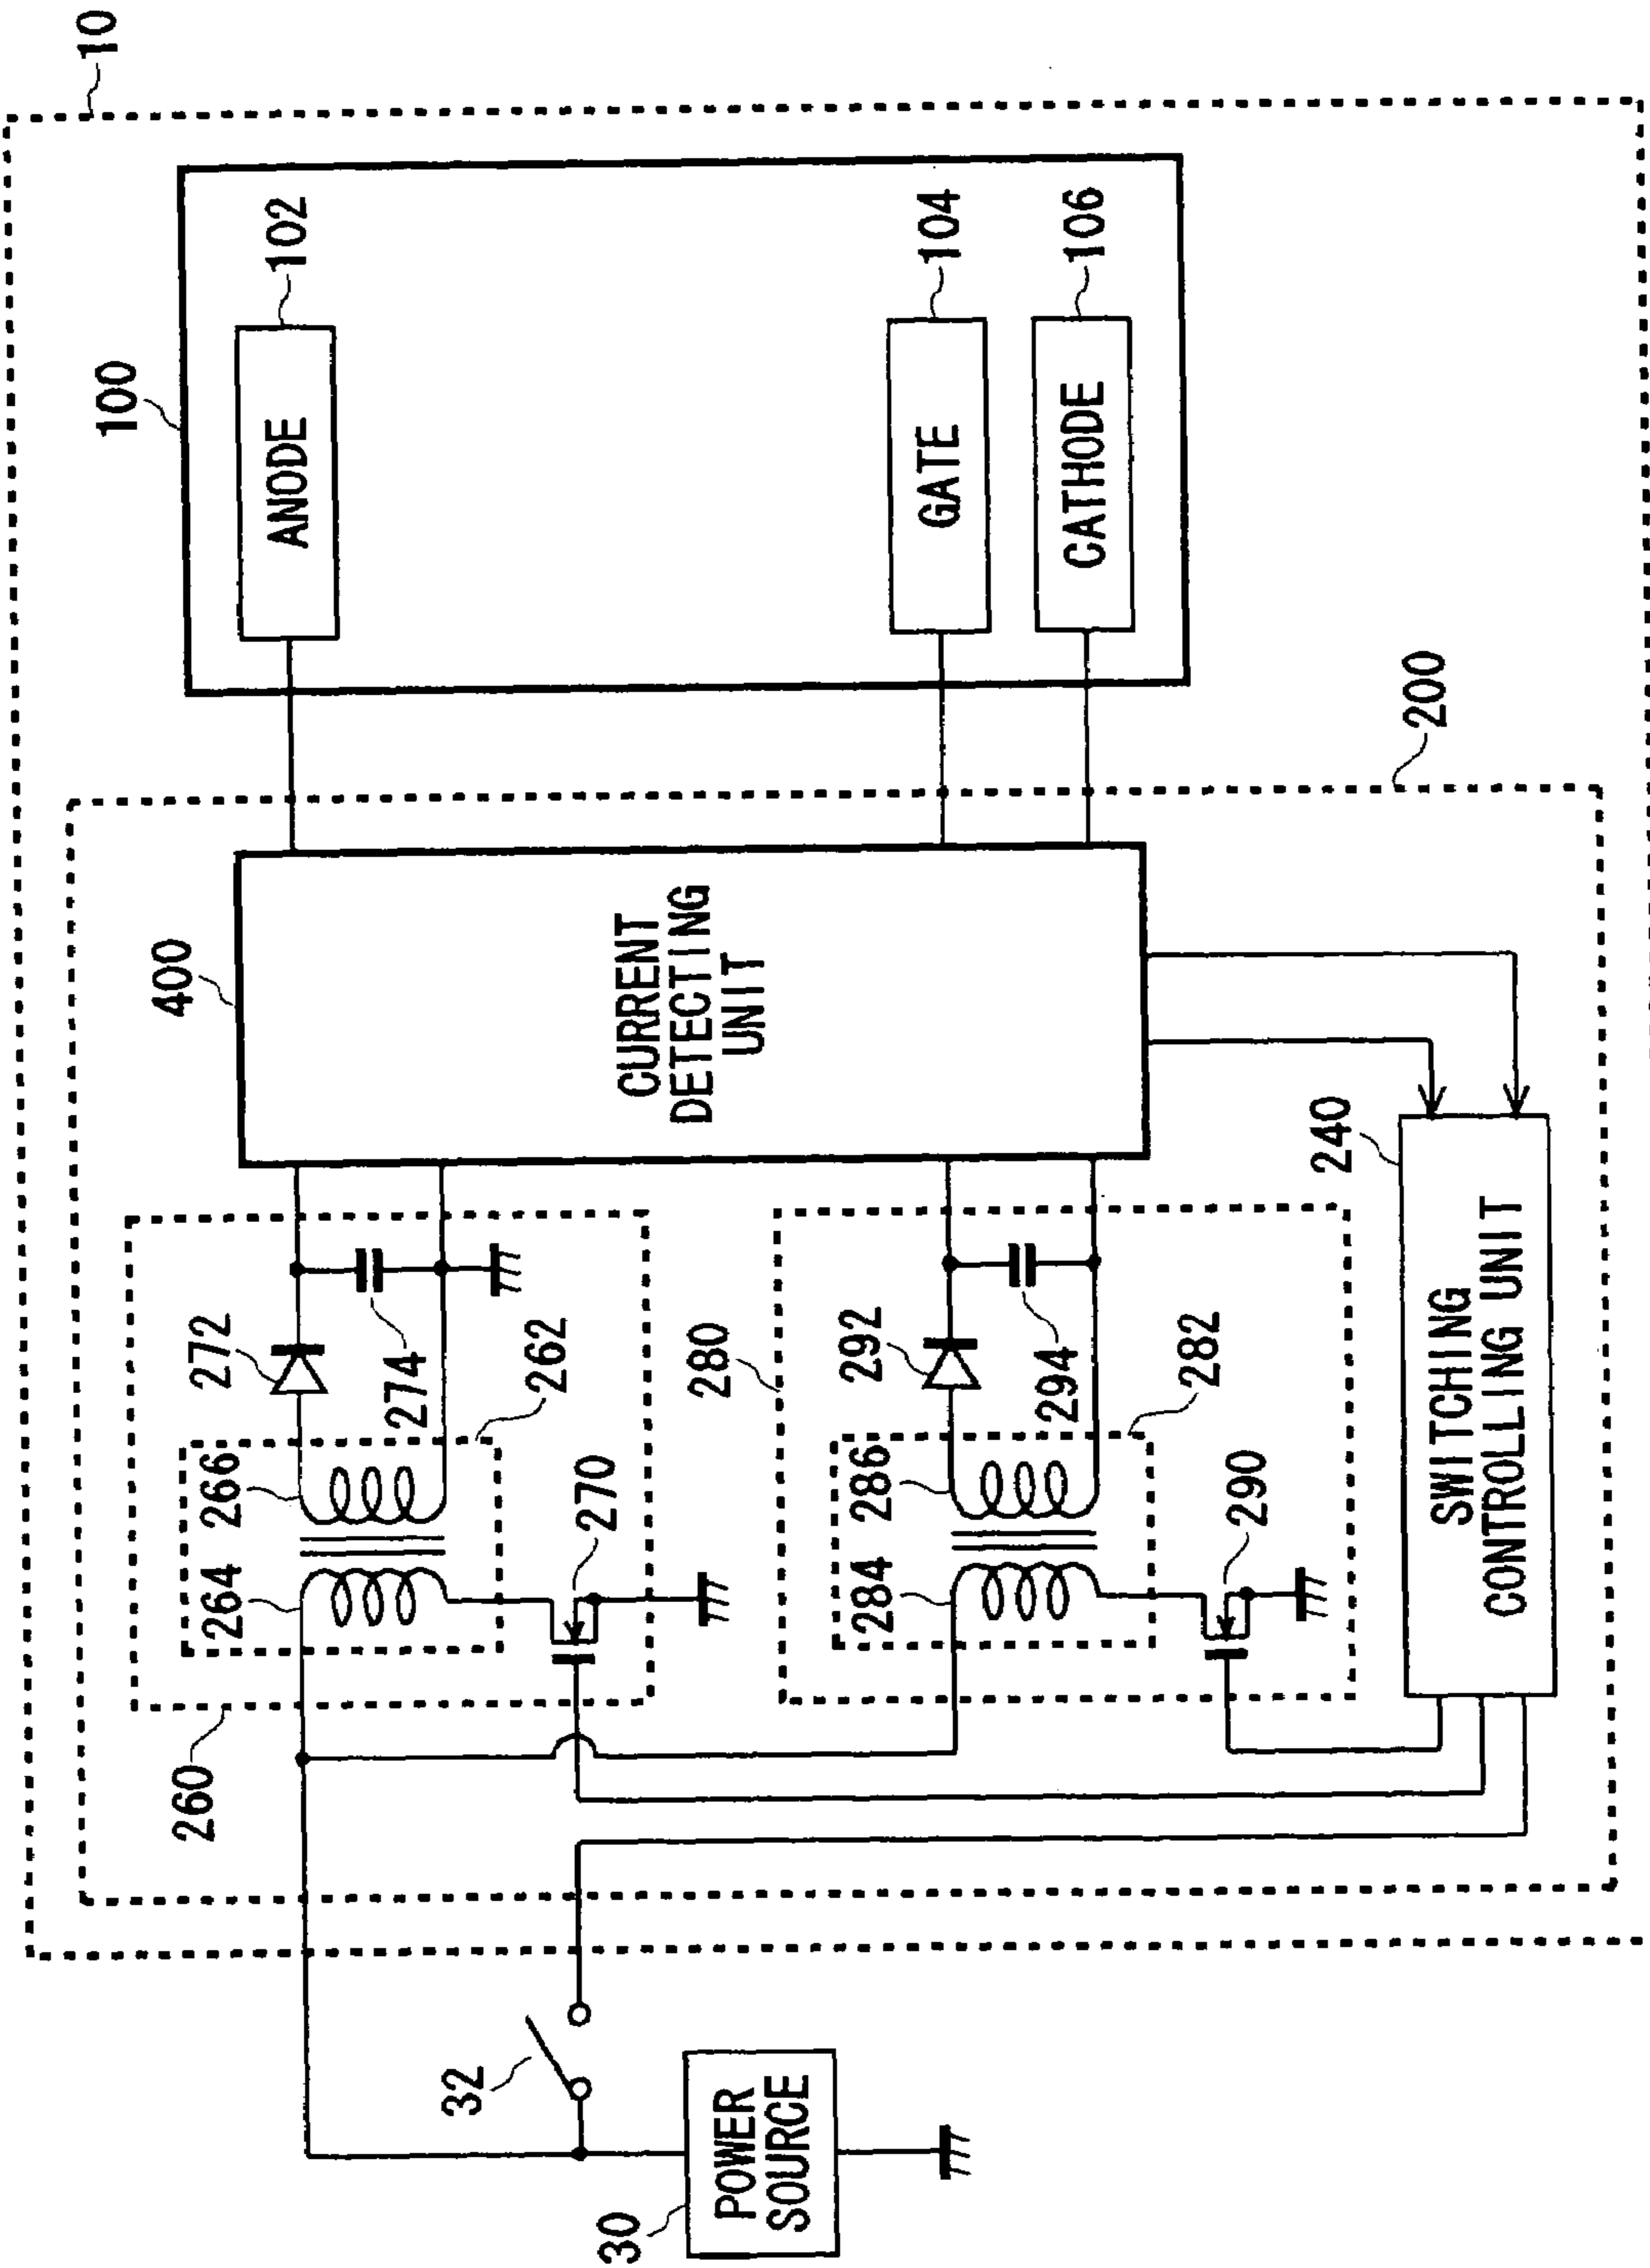 10
100
ANODE
102
GATE
104
CATHODE
106
200
400
CURRENT
DETECTING
UNIT
260
264
266
272
274
262
270
280
284
286
292
294
282
290
240
SWITCHING
CONTROLLING UNIT
32
30
POWER
SOURCE